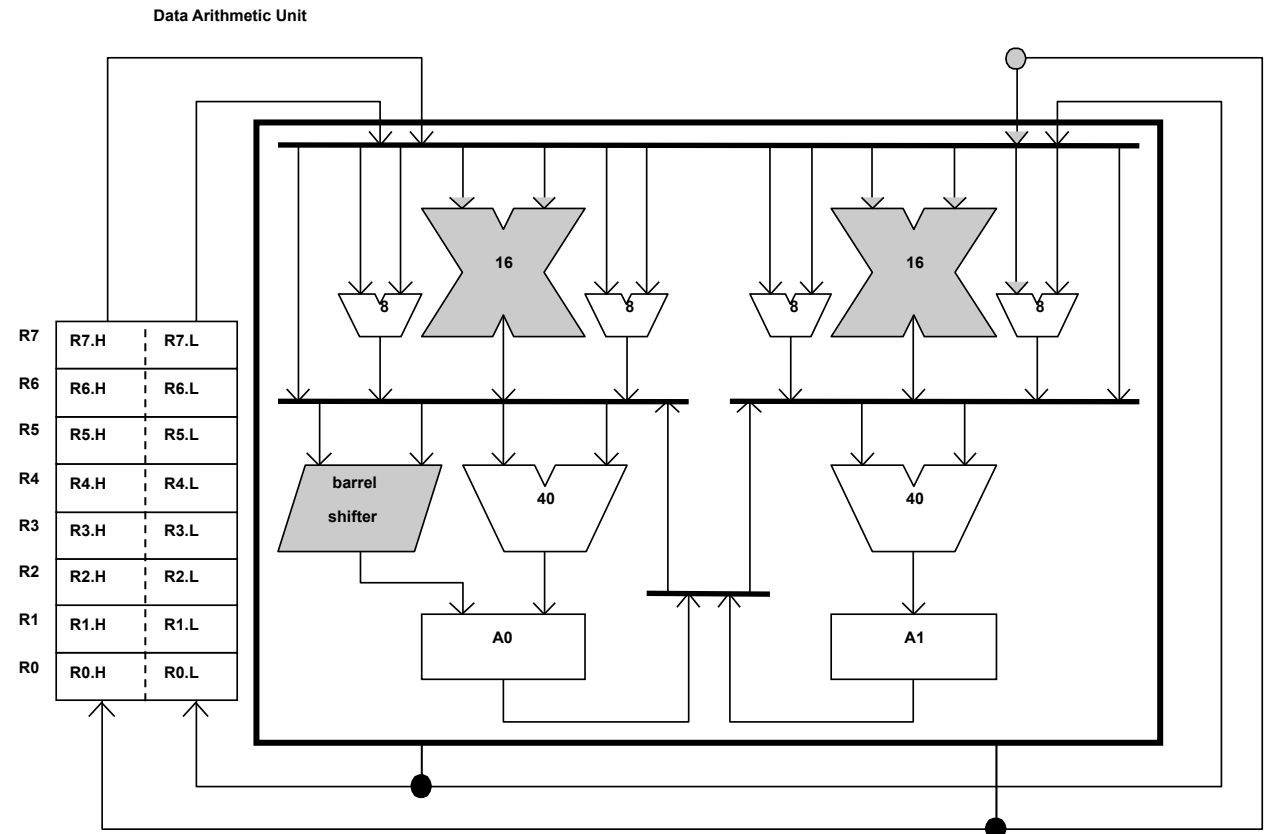 Data Arithmetic Unit
16
16
8
8
8
8
R7 R7.H R7.L
R6 R6.H R6.L
R5 R5.H R5.L
R4 R4.H R4.L
R3 R3.H R3.L
R2 R2.H R2.L
R1 R1.H R1.L
R0 R0.H R0.L
barrel
shifter
40
40
A0
A1